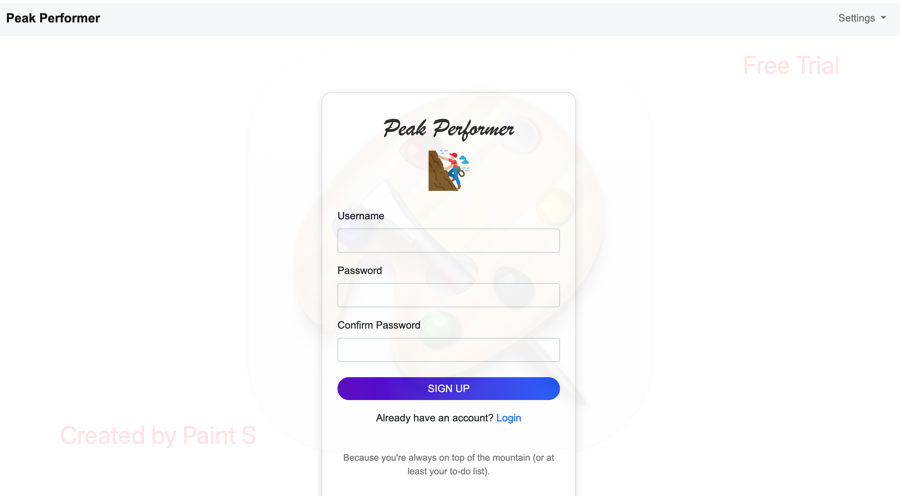 Peak Performer
Settings
Free Trial
Peak Performer
Username
Password
Confirm Password
SIGN UP
Already have an account? Login
Created by Paint S
Because you're always on top of the mountain (or at
least your to-do list).